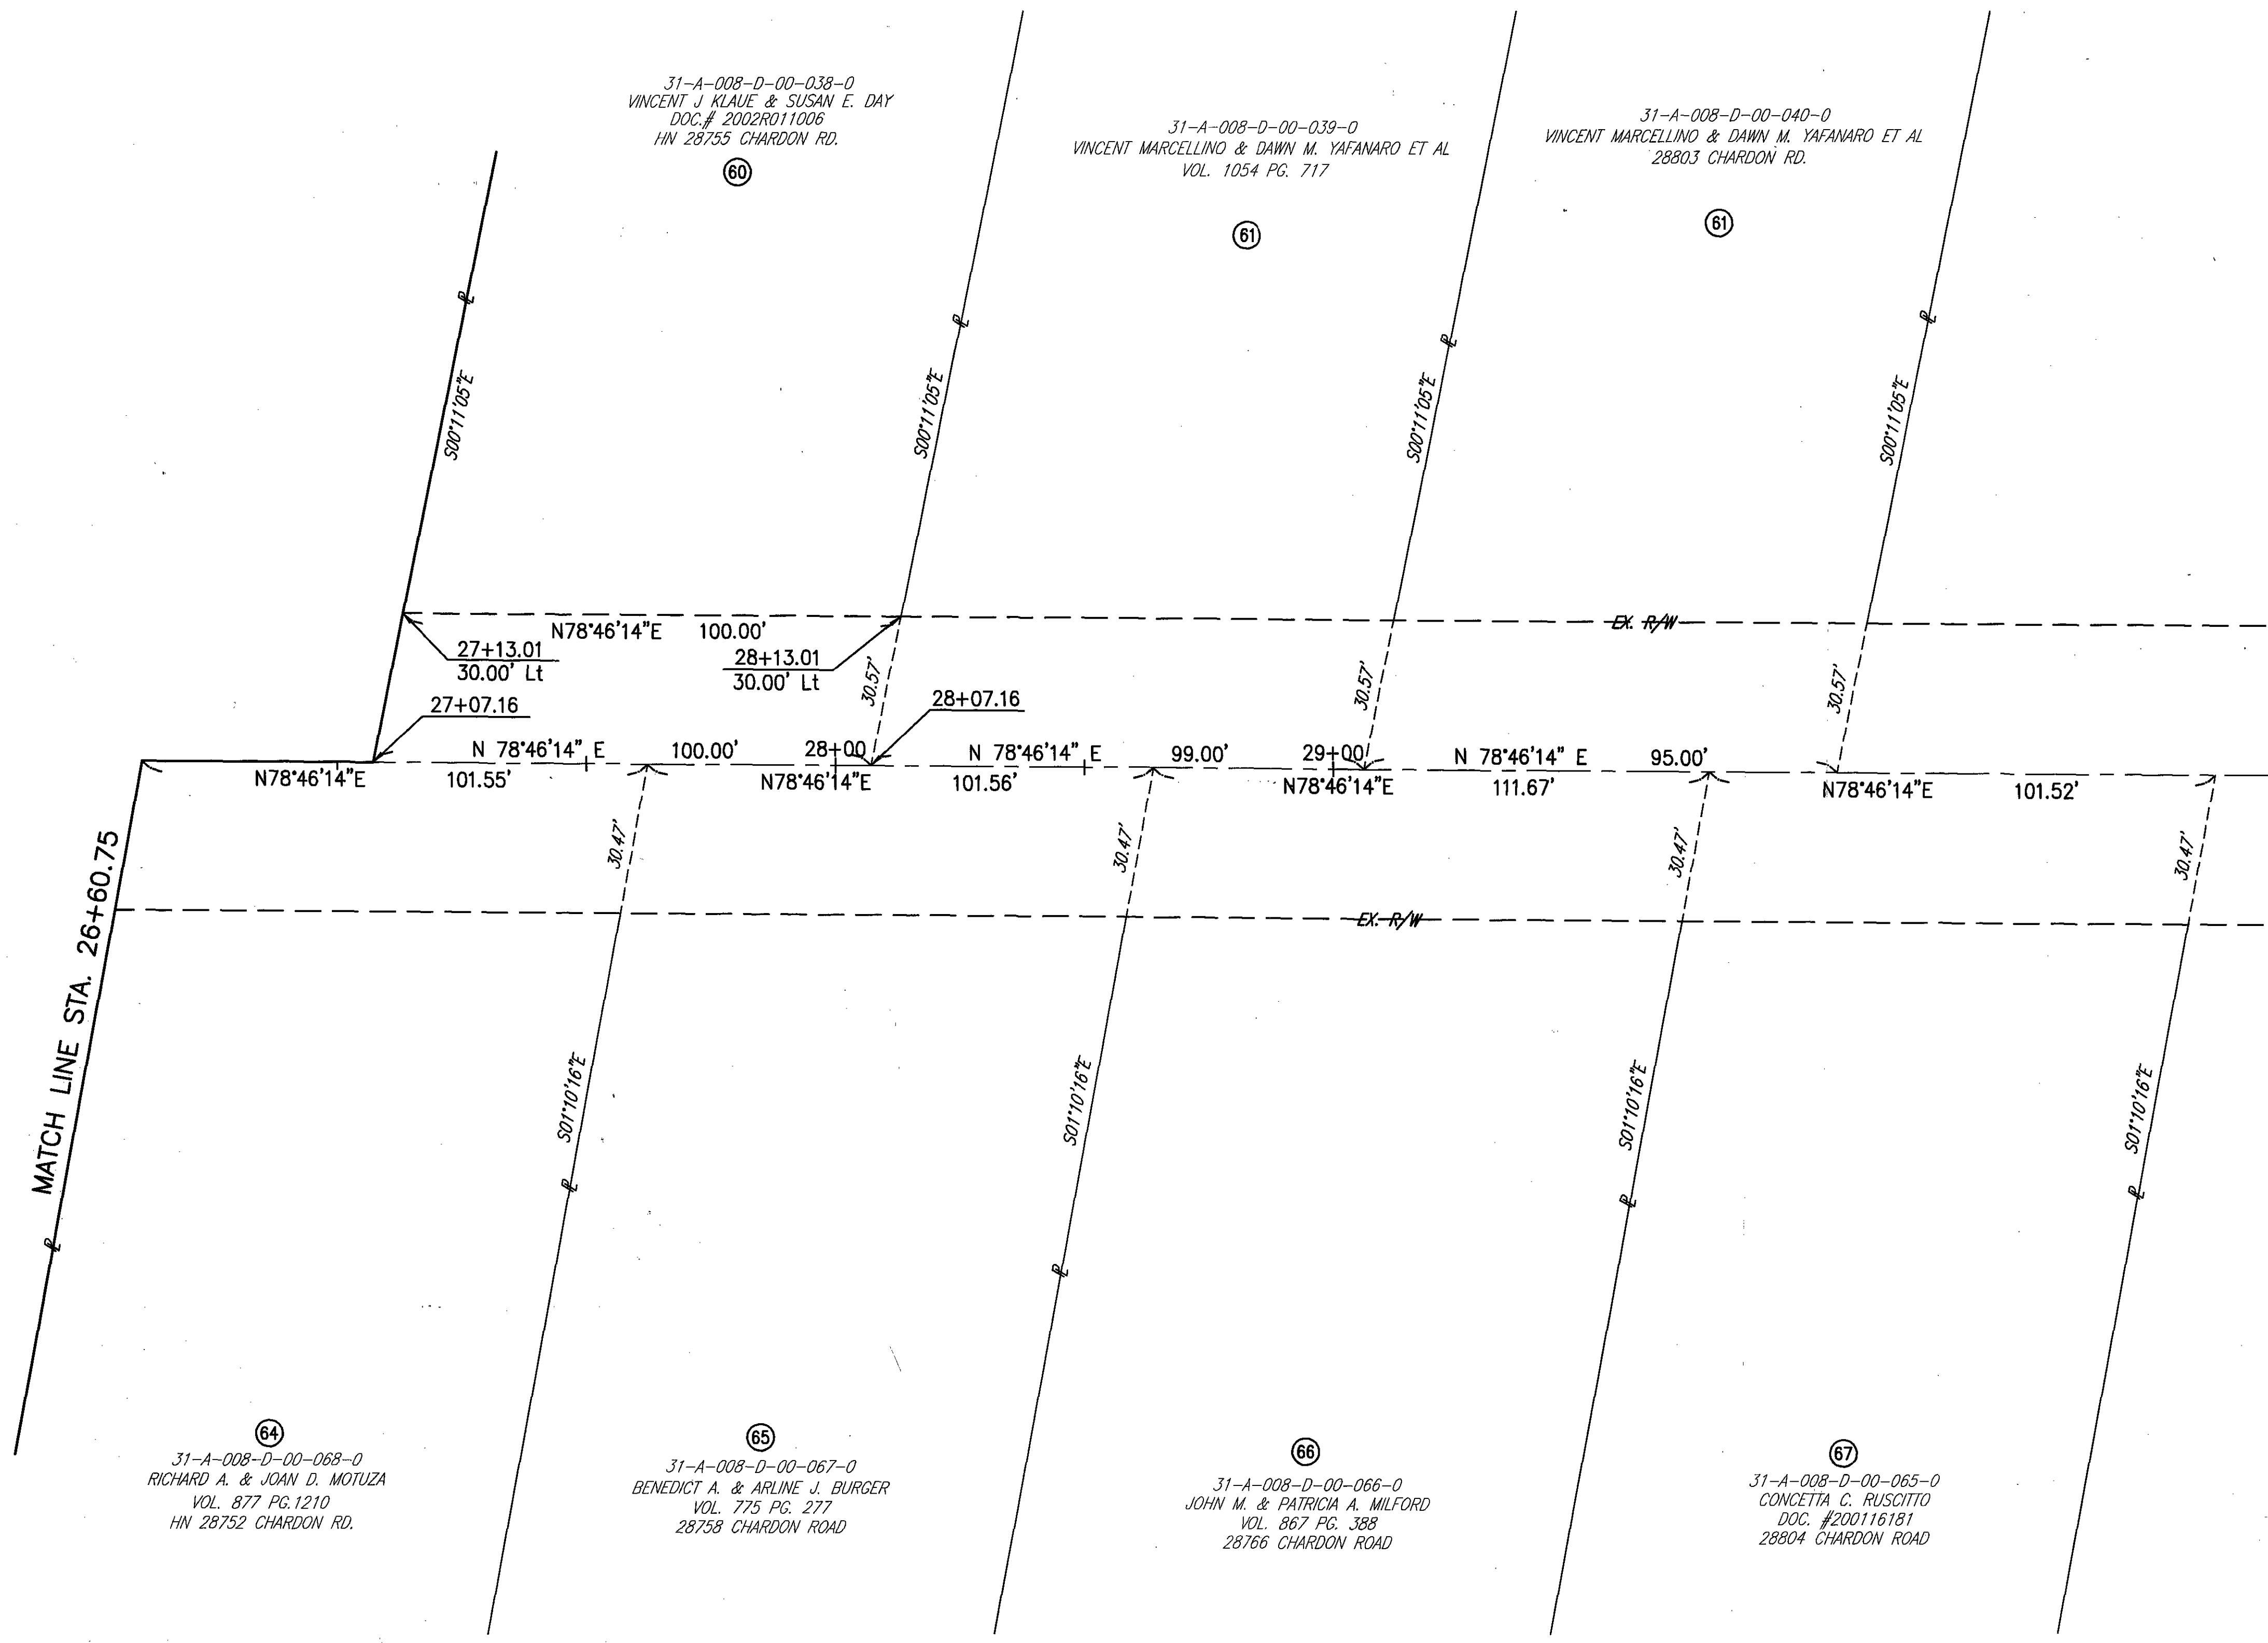 31-A-008-D-00-038-0
VINCENT J KLAUE & SUSAN E. DAY
DOC.# 2002R011006
HN 28755 CHARDON RD.
60
31-A-008-D-00-039-0
VINCENT MARCELLINO & DAWN M. YAFANARO ET AL
VOL. 1054 PG. 717
61
31-A-008-D-00-040-0
VINCENT MARCELLINO & DAWN M. YAFANARO ET AL
28803 CHARDON RD.
61
PL
PL
PL
PL
S00°11'05"E
S00°11'05"E
S00°11'05"E
S00°11'05"E
N78°46'14"E 100.00'
EX. R/W
27+13.01
30.00' Lt
28+13.01
30.00' Lt
30.57'
30.57'
30.57'
27+07.16
28+07.16
N 78°46'14" E 100.00' 28+00 N 78°46'14" E 99.00' 29+00 N 78°46'14" E 95.00'
N78°46'14"E 101.55' N78°46'14"E 101.56' N78°46'14"E 111.67' N78°46'14"E 101.52'
30.47'
30.47'
30.47'
30.47'
EX. R/W
MATCH LINE STA. 26+60.75
S01°10'16"E
S01°10'16"E
S01°10'16"E
S01°10'16"E
PL
PL
PL
PL
PL
64
31-A-008-D-00-068-0
RICHARD A. & JOAN D. MOTUZA
VOL. 877 PG.1210
HN 28752 CHARDON RD.
65
31-A-008-D-00-067-0
BENEDICT A. & ARLINE J. BURGER
VOL. 775 PG. 277
28758 CHARDON ROAD
66
31-A-008-D-00-066-0
JOHN M. & PATRICIA A. MILFORD
VOL. 867 PG. 388
28766 CHARDON ROAD
67
31-A-008-D-00-065-0
CONCETTA C. RUSCITTO
DOC. #200116181
28804 CHARDON ROAD